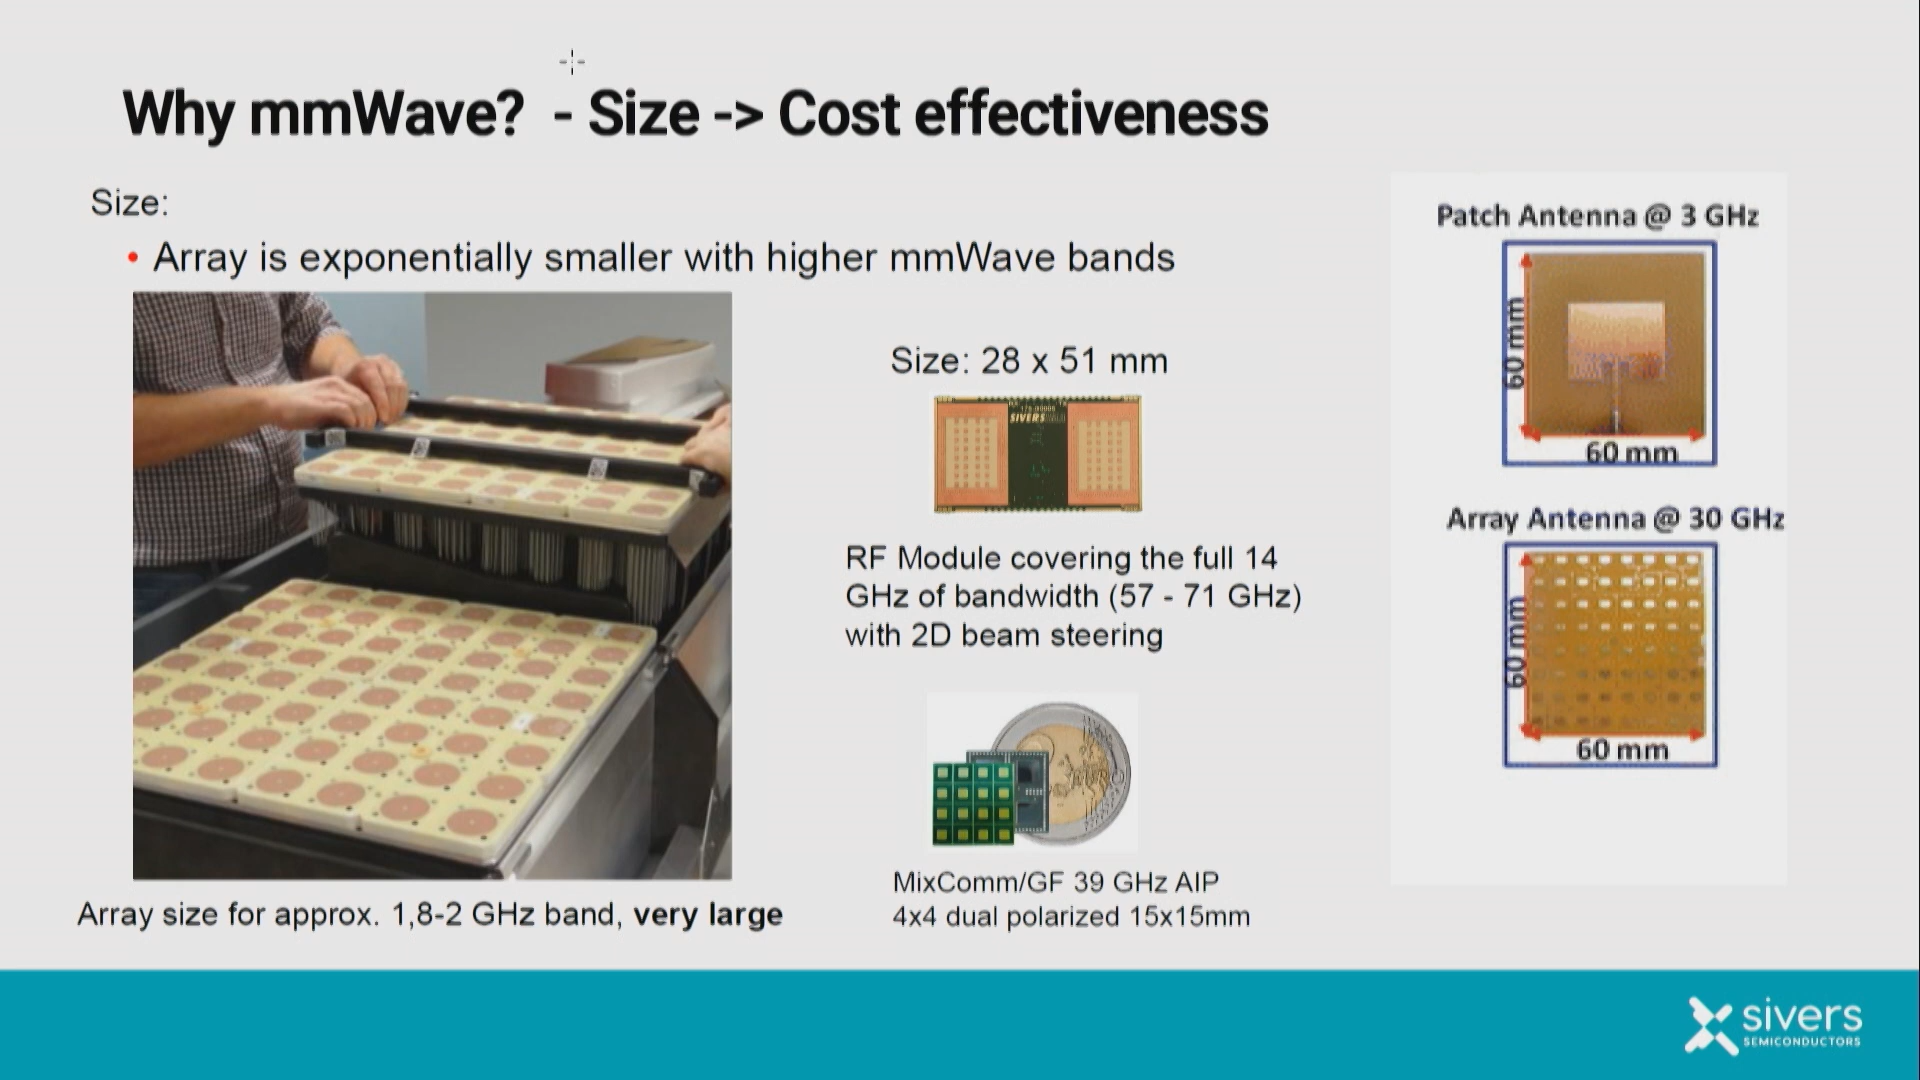 Why mmWave? - Size -> Cost effectiveness
Size:
• Array is exponentially smaller with higher mmWave bands
Array size for approx. 1,8-2 GHz band, very large
Size: 28 x 51 mm
SIVERS
RF Module covering the full 14
GHz of bandwidth (57 - 71 GHz)
with 2D beam steering
MixComm/GF 39 GHz AIP
4x4 dual polarized 15x15mm
Patch Antenna @ 3 GHz
60 mm
60 mm
Array Antenna @ 30 GHz
60 mm
60 mm
sivers
SEMICONDUCTORS